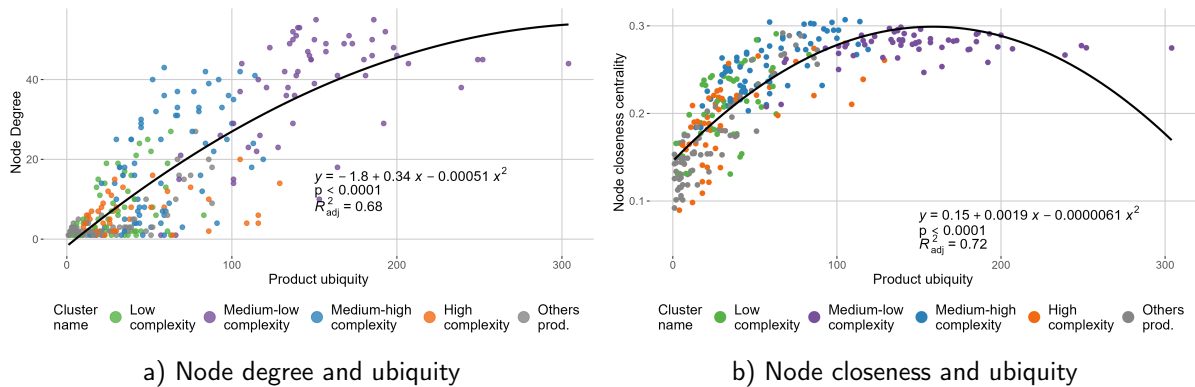 Node Degree
40
20
0
y = − 1.8 + 0.34 x − 0.00051 x²
p < 0.0001
R²adj = 0.68
0 100 200 300
Product ubiquity
Cluster name
Low complexity
Medium-low complexity
Medium-high complexity
High complexity
Others prod.
a) Node degree and ubiquity
Node closeness centrality
0.3
0.2
0.1
y = 0.15 + 0.0019 x − 0.0000061 x²
p < 0.0001
R²adj = 0.72
0 100 200 300
Product ubiquity
Cluster name
Low complexity
Medium-low complexity
Medium-high complexity
High complexity
Others prod.
b) Node closeness and ubiquity